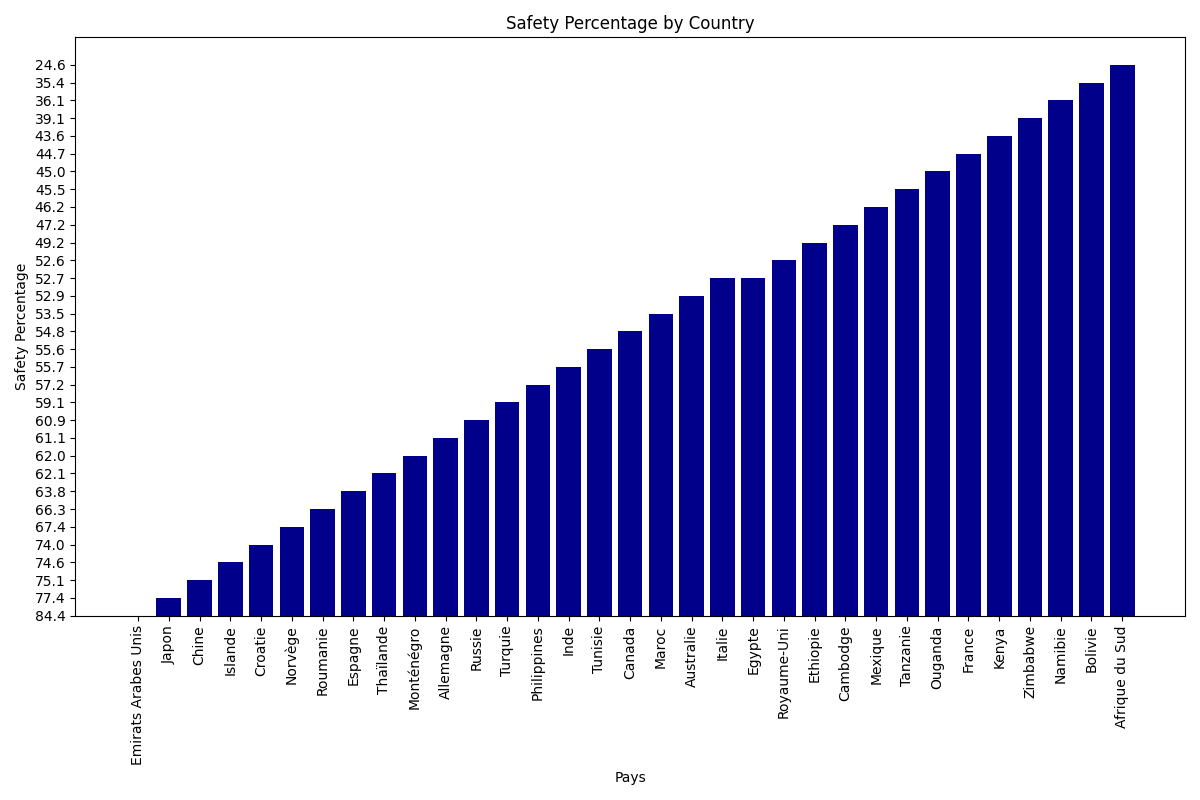 Safety Percentage by Country
Safety Percentage
24.6
35.4
36.1
39.1
43.6
44.7
45.0
45.5
46.2
47.2
49.2
52.6
52.7
52.9
53.5
54.8
55.6
55.7
57.2
59.1
60.9
61.1
62.0
62.1
63.8
66.3
67.4
74.0
74.6
75.1
77.4
84.4
Emirats Arabes Unis
Japon
Chine
Islande
Croatie
Norvège
Roumanie
Espagne
Thaïlande
Monténégro
Allemagne
Russie
Turquie
Philippines
Inde
Tunisie
Canada
Maroc
Australie
Italie
Egypte
Royaume-Uni
Ethiopie
Cambodge
Mexique
Tanzanie
Ouganda
France
Kenya
Zimbabwe
Namibie
Bolivie
Afrique du Sud
Pays